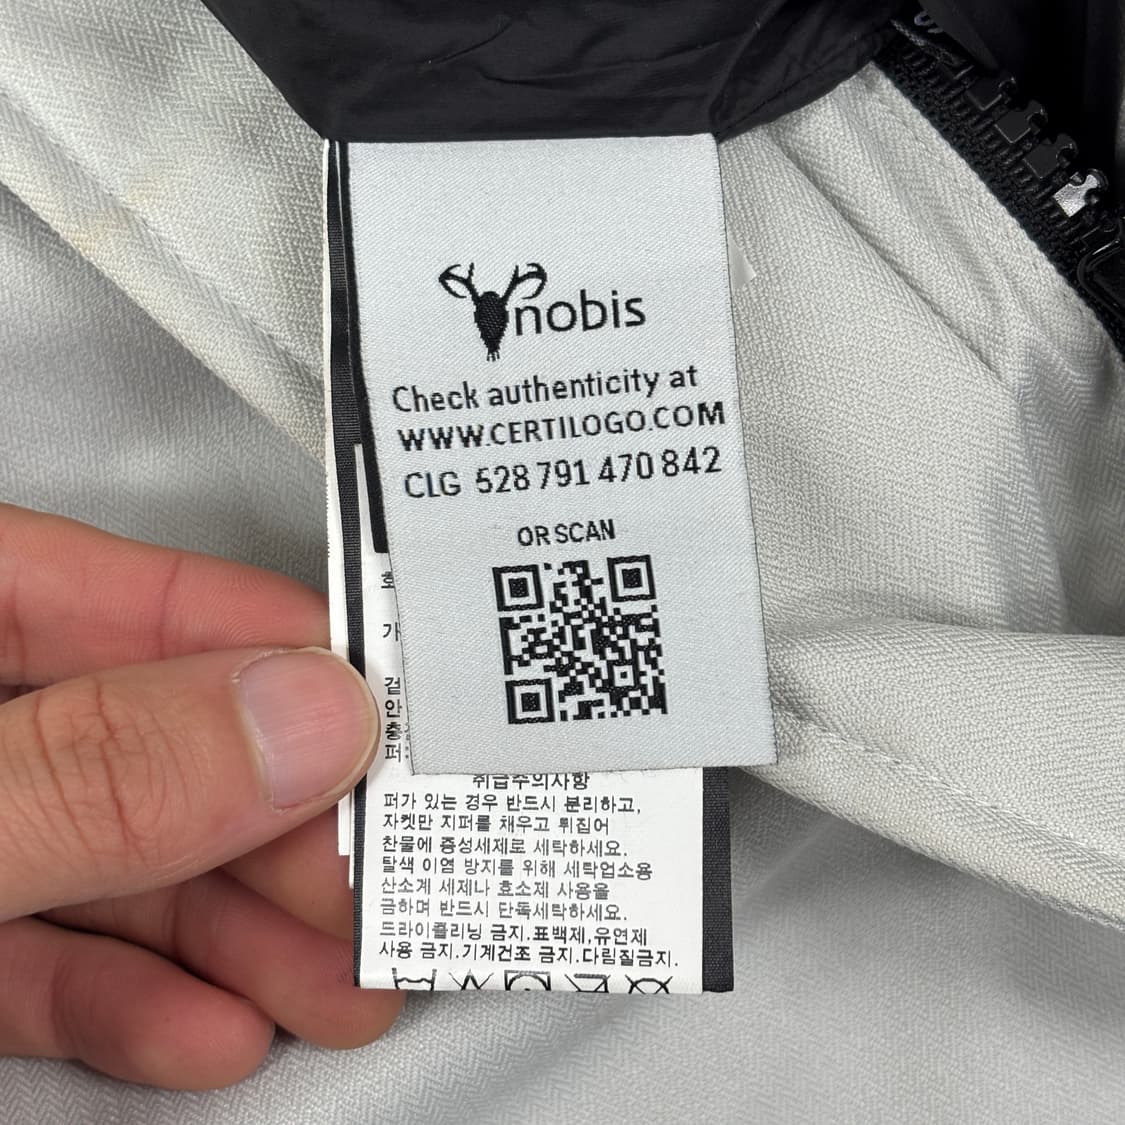 nobis
Check authenticity at
WWW.CERTILOGO.COM
CLG 528 791 470 842
OR SCAN
개
겉
안
충
퍼:
취급주의사항
퍼가 있는 경우 반드시 분리하고,
자켓만 지퍼를 채우고 뒤집어
찬물에 중성세제로 세탁하세요.
탈색 이염 방지를 위해 세탁업소용
산소계 세제나 효소제 사용을
금하며 반드시 단독세탁하세요.
드라이클리닝 금지.표백제,유연제
사용 금지.기계건조 금지.다림질금지.